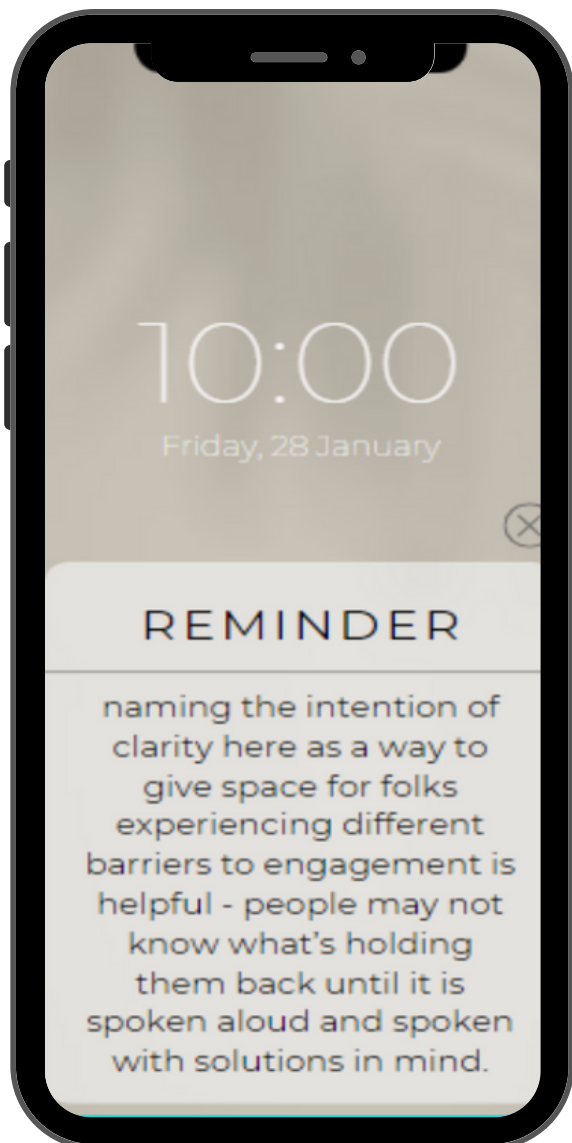 10:00
Friday, 28 January
REMINDER
naming the intention of
clarity here as a way to
give space for folks
experiencing different
barriers to engagement is
helpful - people may not
know what's holding
them back until it is
spoken aloud and spoken
with solutions in mind.